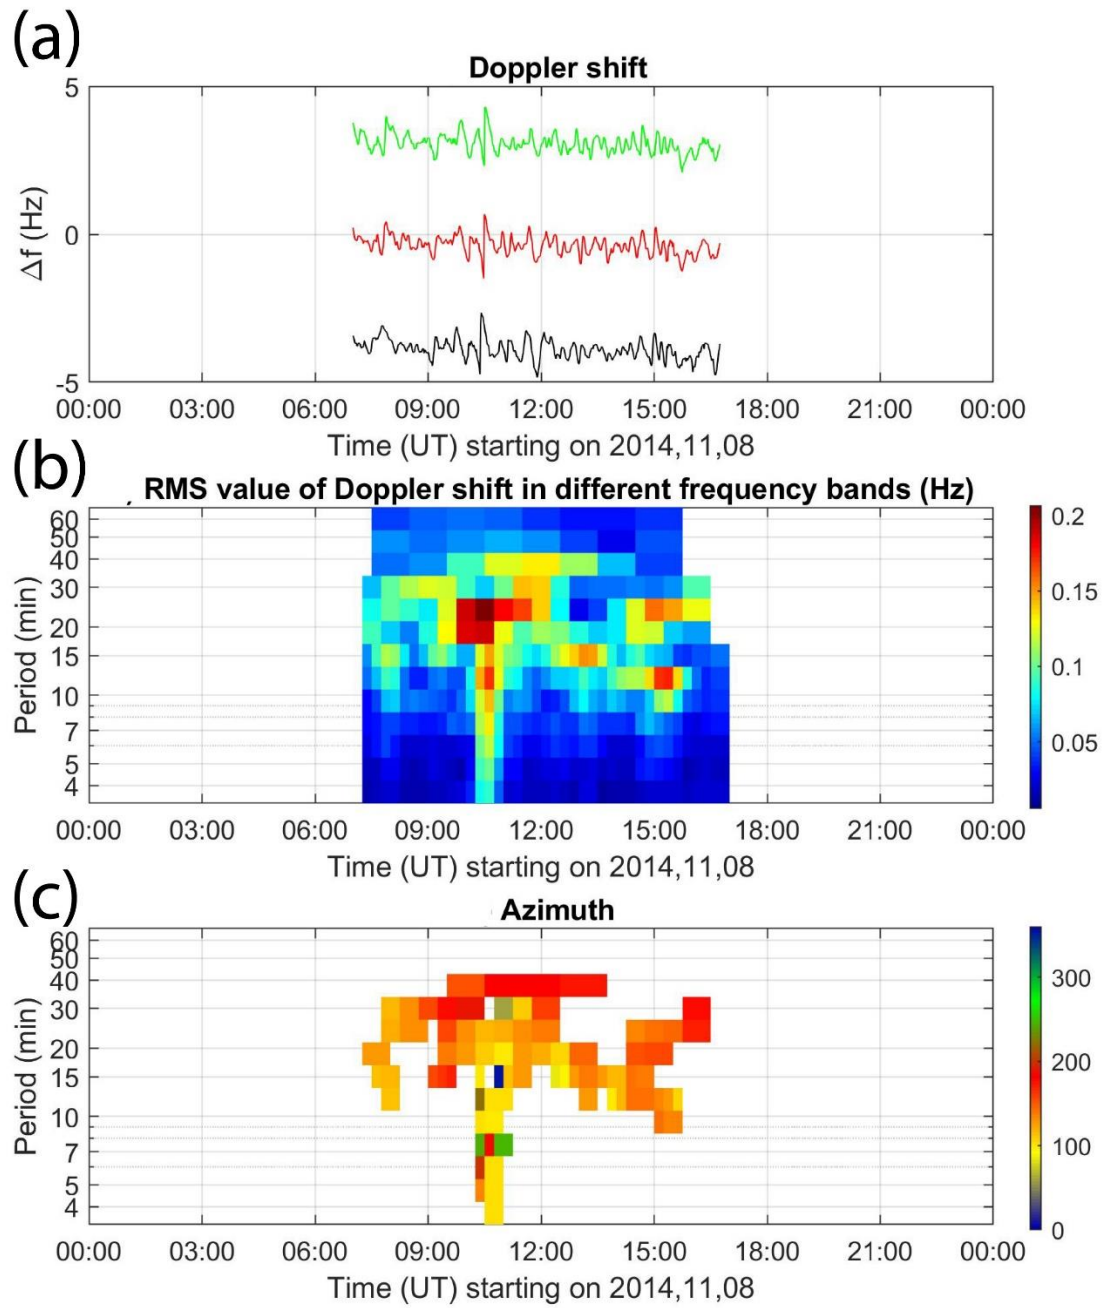 (a)
Doppler shift
5
0
-5
Δf (Hz)
00:00 03:00 06:00 09:00 12:00 15:00 18:00 21:00 00:00
Time (UT) starting on 2014,11,08
(b)
RMS value of Doppler shift in different frequency bands (Hz)
60
50
40
30
20
15
10
7
5
4
Period (min)
0.2
0.15
0.1
0.05
00:00 03:00 06:00 09:00 12:00 15:00 18:00 21:00 00:00
Time (UT) starting on 2014,11,08
(c)
Azimuth
60
50
40
30
20
15
10
7
5
4
Period (min)
300
200
100
0
00:00 03:00 06:00 09:00 12:00 15:00 18:00 21:00 00:00
Time (UT) starting on 2014,11,08